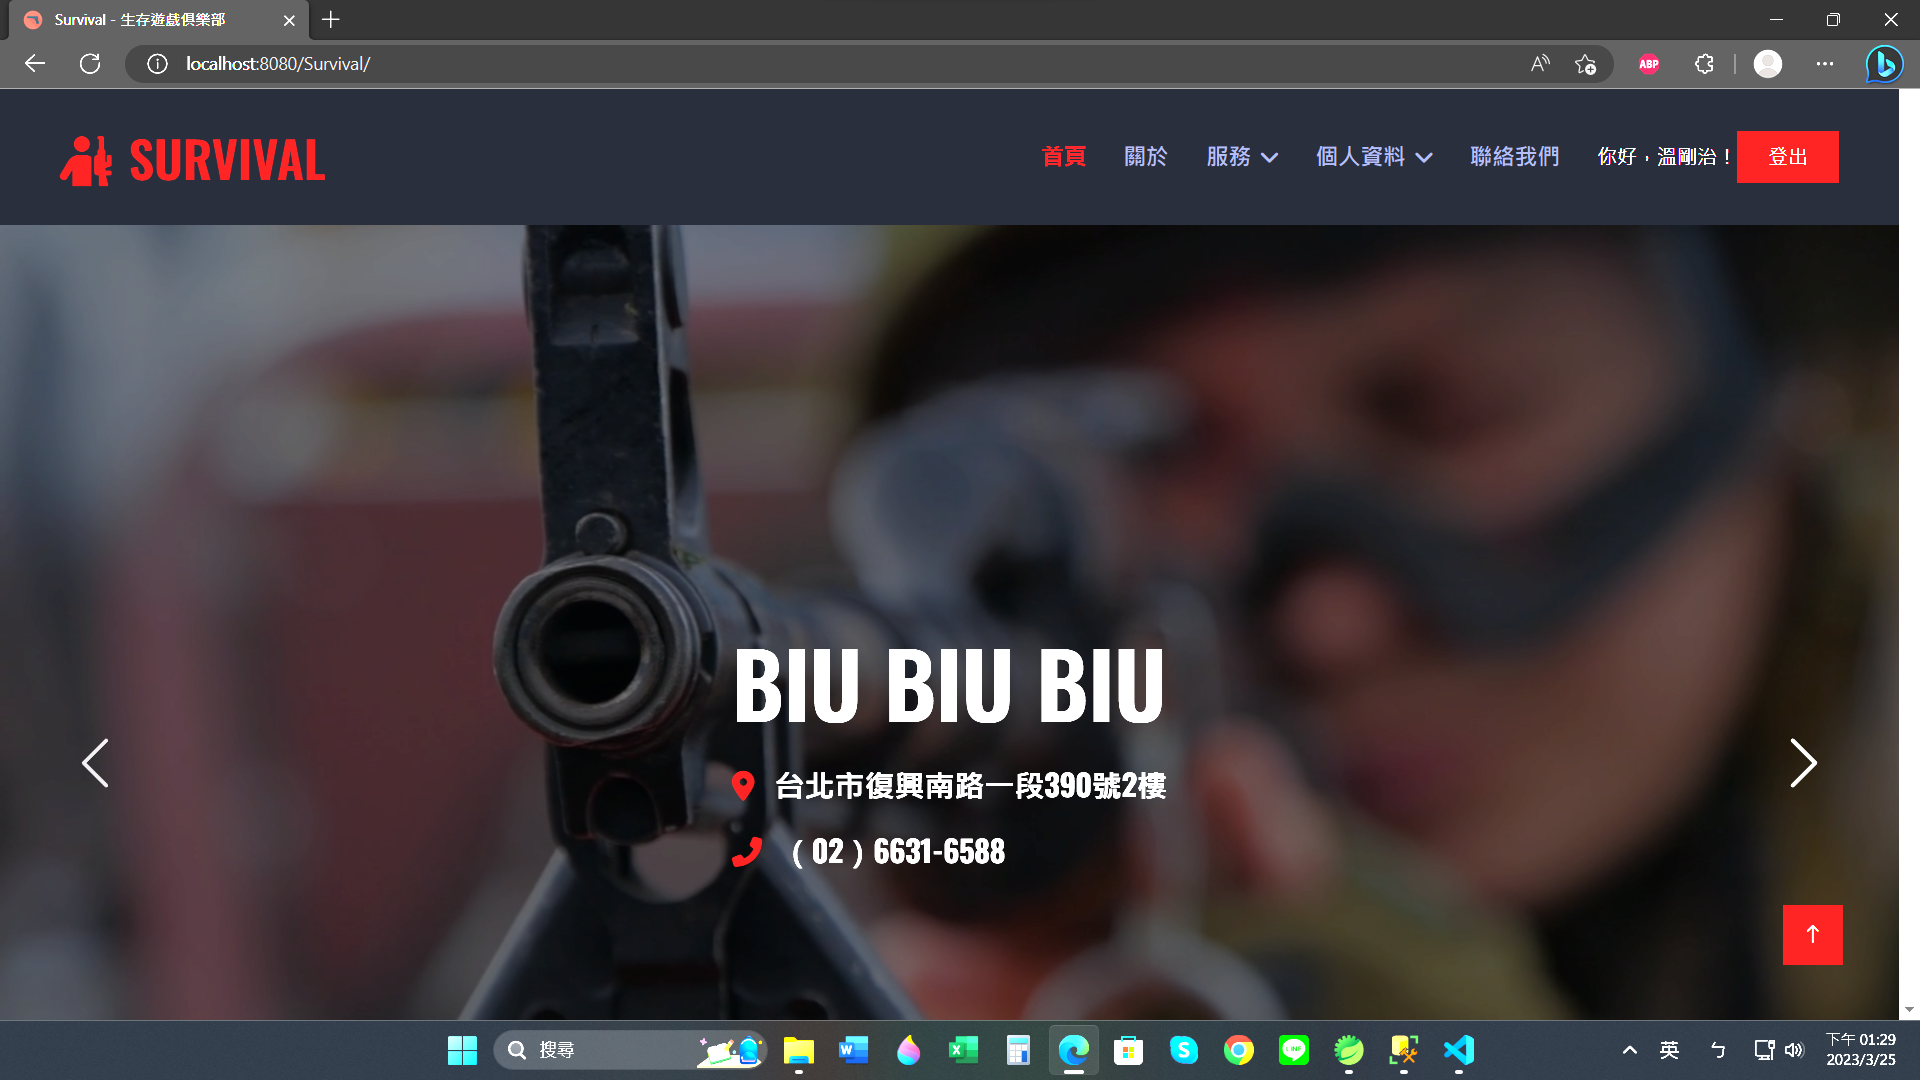 Survival - 生存遊戲俱樂部
localhost:8080/Survival/
ABP
SURVIVAL
首頁 關於 服務 個人資料 聯絡我們 你好，溫剛治！ 登出
BIU BIU BIU
台北市復興南路一段390號2樓
（02）6631-6588
搜尋
英 ㄅ
下午 01:29
2023/3/25